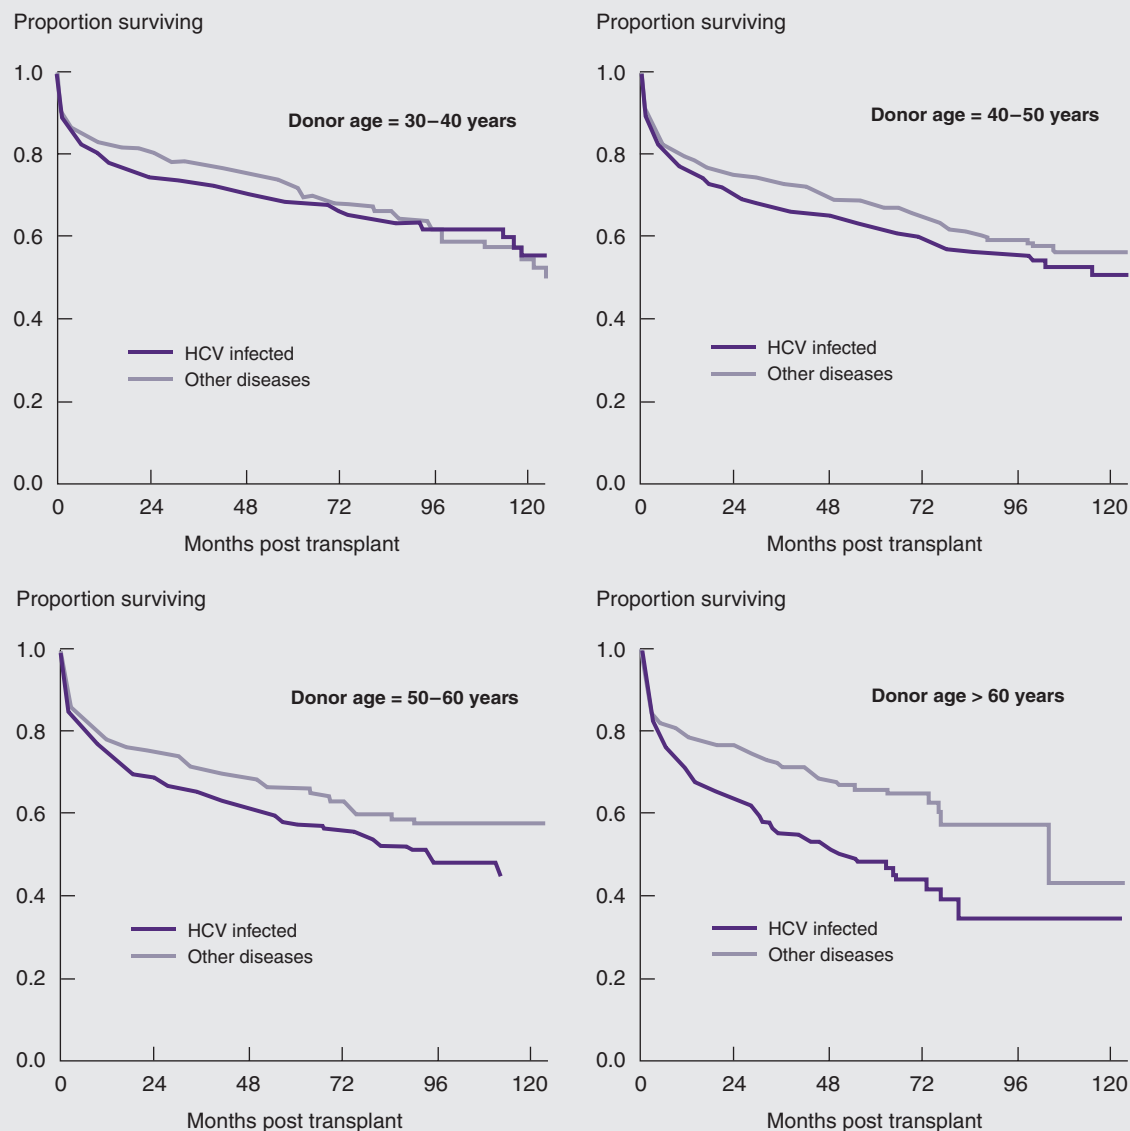 Proportion surviving
1.0
0.8
0.6
0.4
0.2
0.0
Donor age = 30–40 years
HCV infected
Other diseases
0 24 48 72 96 120
Months post transplant
Proportion surviving
1.0
0.8
0.6
0.4
0.2
0.0
Donor age = 40–50 years
HCV infected
Other diseases
0 24 48 72 96 120
Months post transplant
Proportion surviving
1.0
0.8
0.6
0.4
0.2
0.0
Donor age = 50–60 years
HCV infected
Other diseases
0 24 48 72 96 120
Months post transplant
Proportion surviving
1.0
0.8
0.6
0.4
0.2
0.0
Donor age > 60 years
HCV infected
Other diseases
0 24 48 72 96 120
Months post transplant